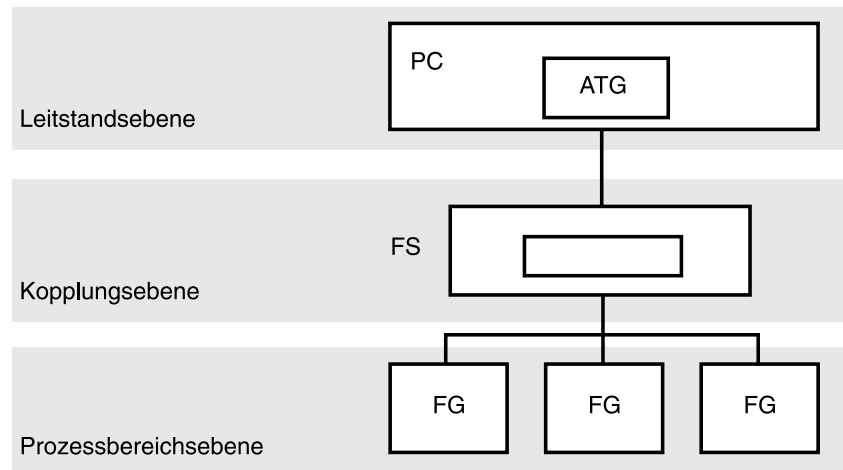 PC
ATG
Leitstandsebene
FS
Kopplungsebene
FG FG FG
Prozessbereichsebene